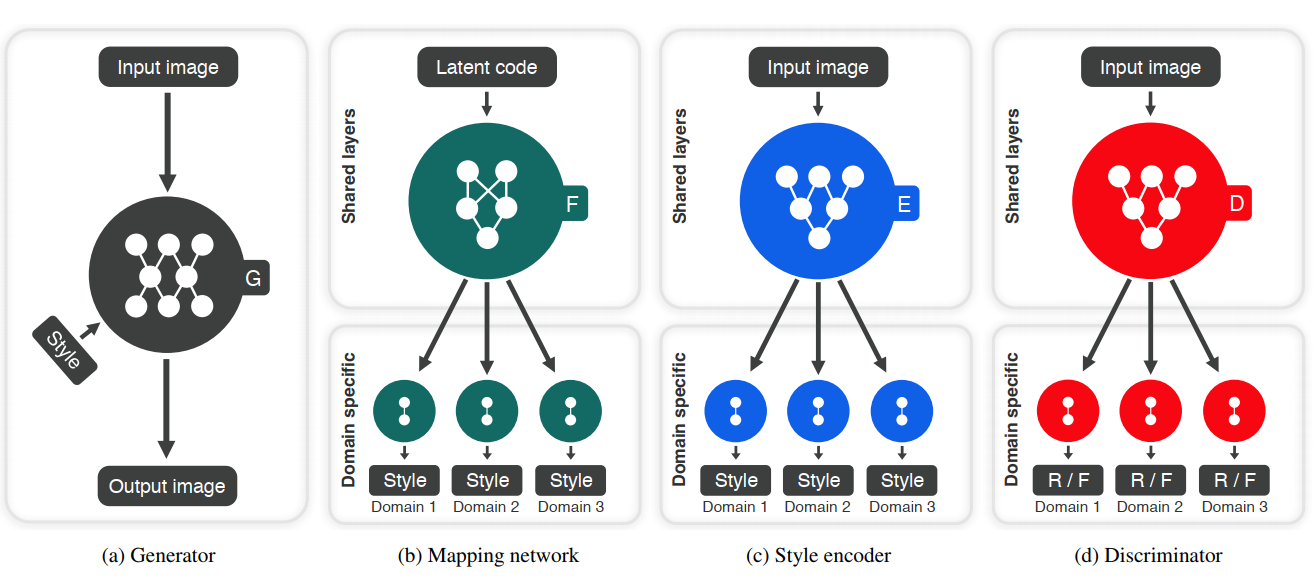 Input image
G
Style
Output image
(a) Generator
Latent code
Shared layers
F
Domain specific
Style Style Style
Domain 1 Domain 2 Domain 3
(b) Mapping network
Input image
Shared layers
E
Domain specific
Style Style Style
Domain 1 Domain 2 Domain 3
(c) Style encoder
Input image
Shared layers
D
Domain specific
R / F R / F R / F
Domain 1 Domain 2 Domain 3
(d) Discriminator